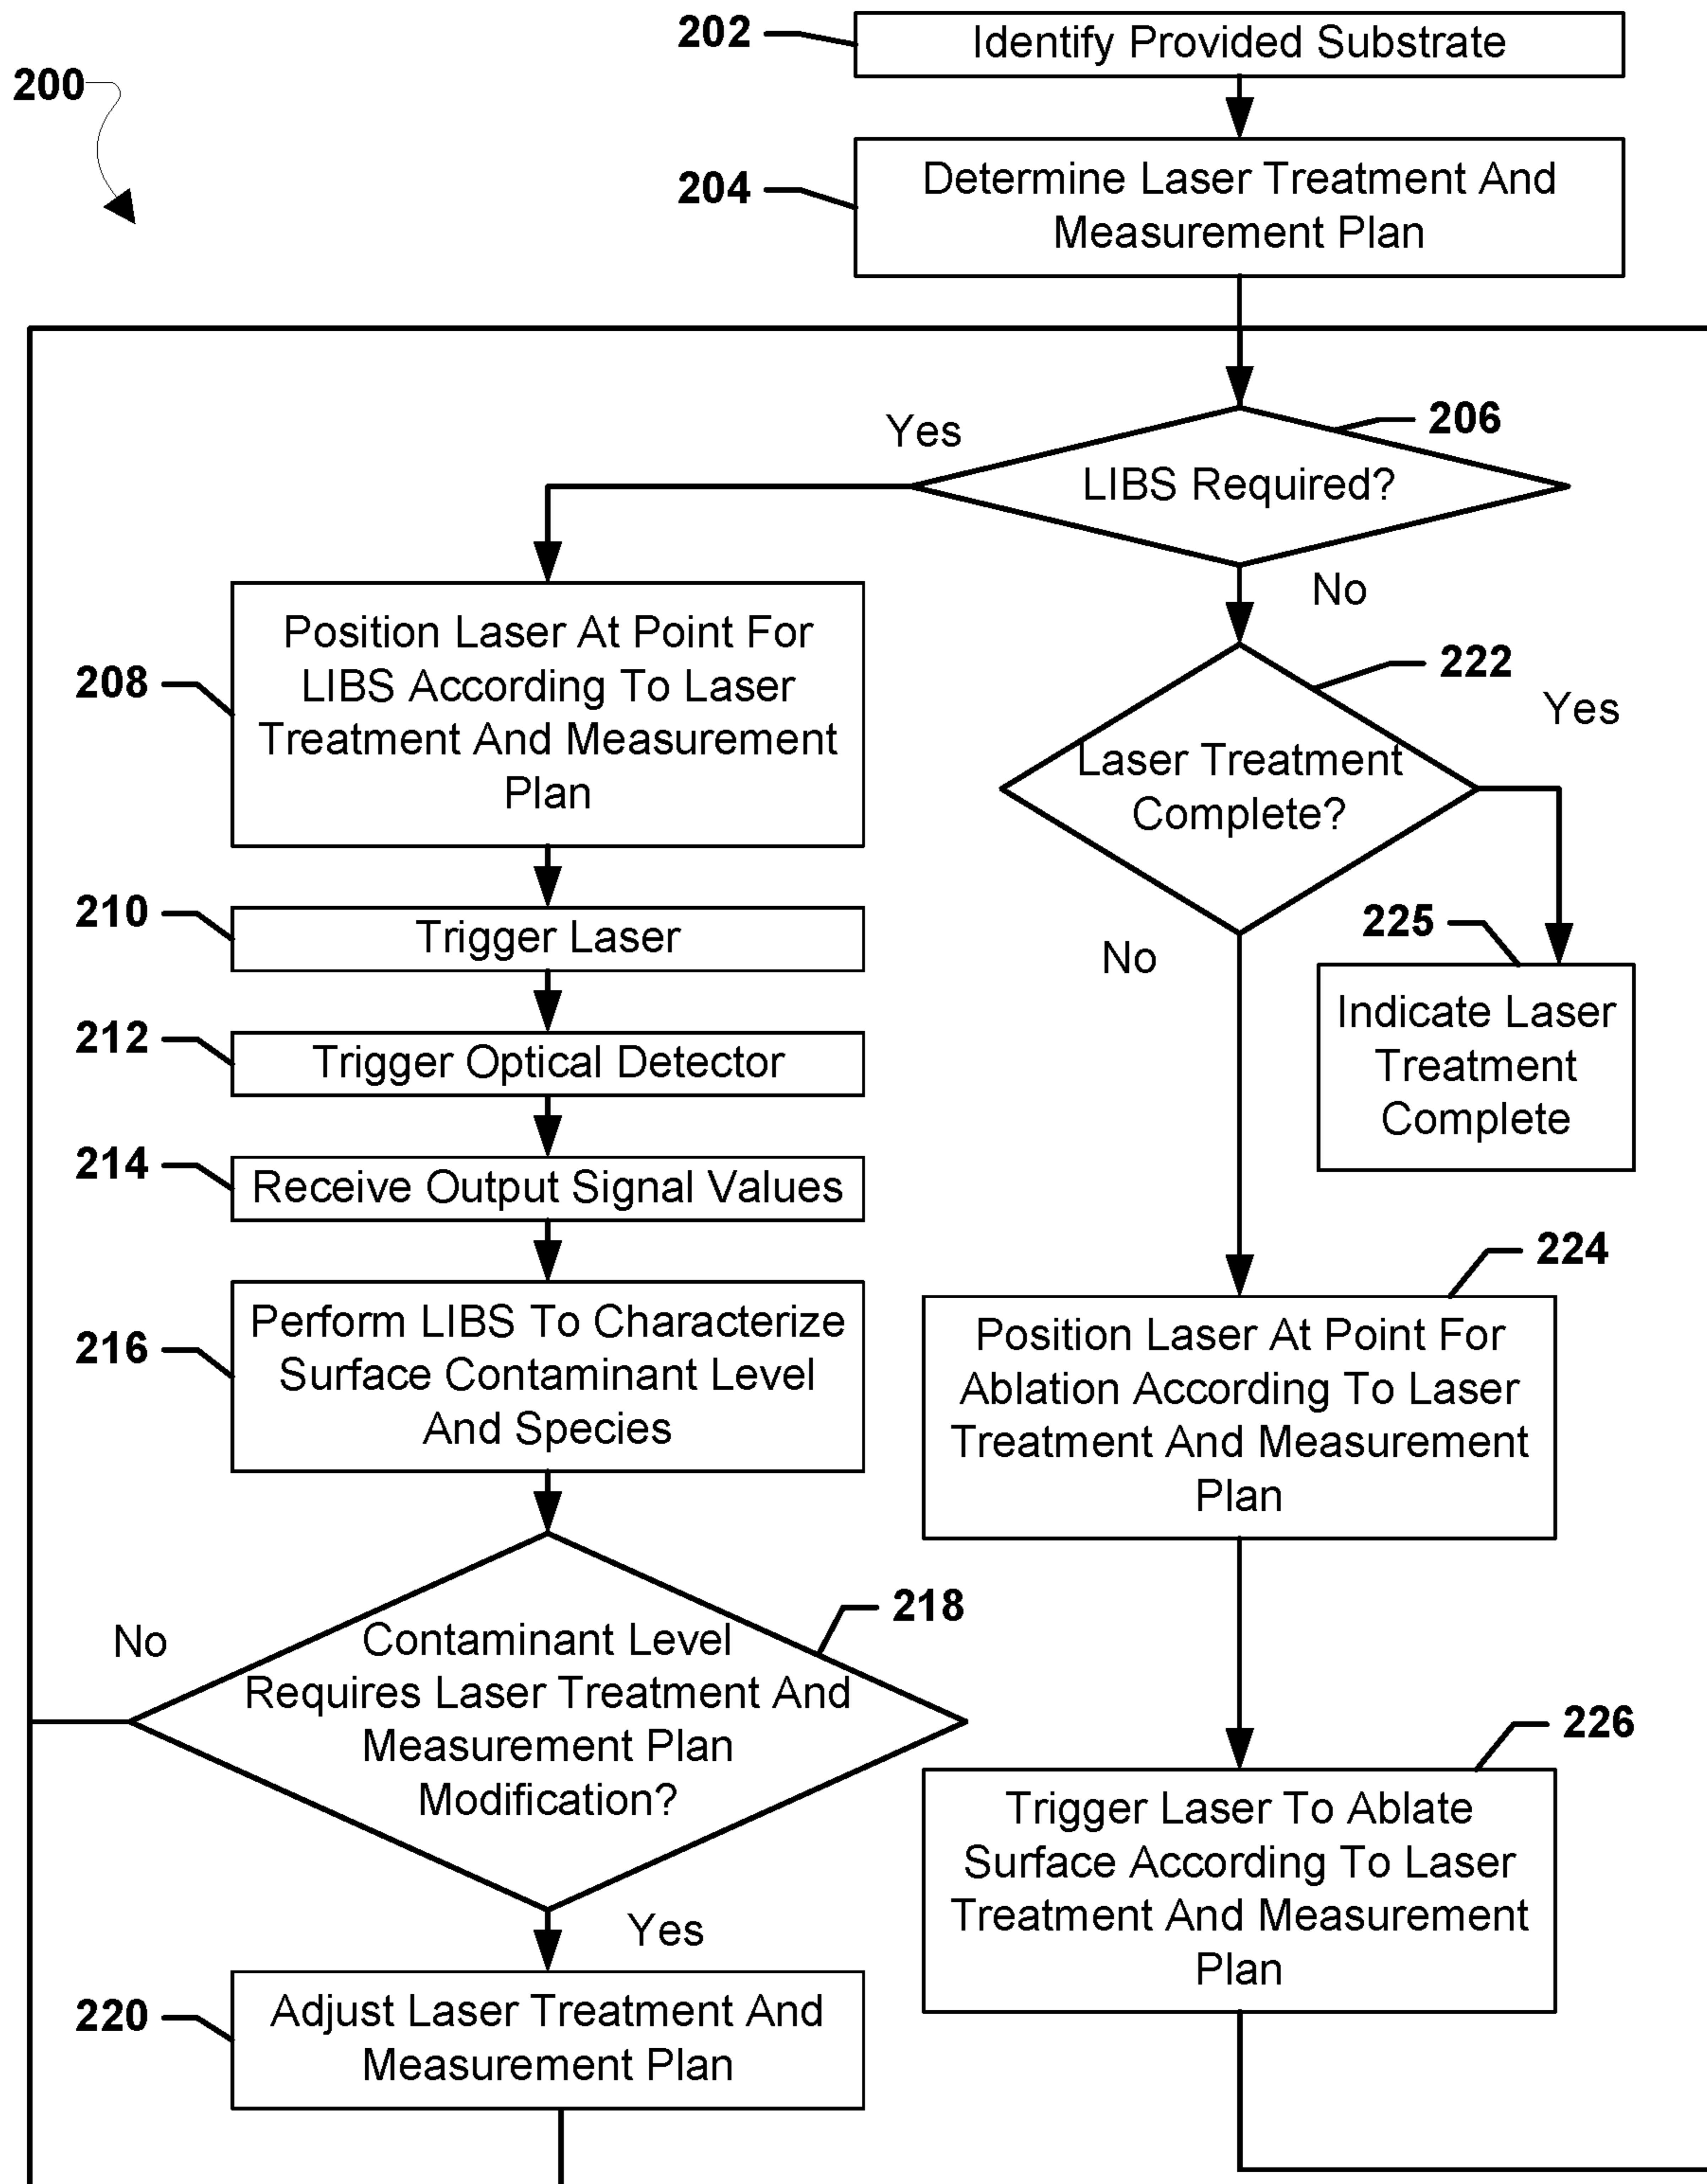 202
Identify Provided Substrate
200
204
Determine Laser Treatment And
Measurement Plan
206
Yes
LIBS Required?
No
208
Position Laser At Point For
LIBS According To Laser
Treatment And Measurement
Plan
222
Yes
Laser Treatment
Complete?
No
210
Trigger Laser
225
Indicate Laser
Treatment
Complete
212
Trigger Optical Detector
214
Receive Output Signal Values
216
Perform LIBS To Characterize
Surface Contaminant Level
And Species
224
Position Laser At Point For
Ablation According To Laser
Treatment And Measurement
Plan
218
No
Contaminant Level
Requires Laser Treatment And
Measurement Plan
Modification?
Yes
226
Trigger Laser To Ablate
Surface According To Laser
Treatment And Measurement
Plan
220
Adjust Laser Treatment And
Measurement Plan